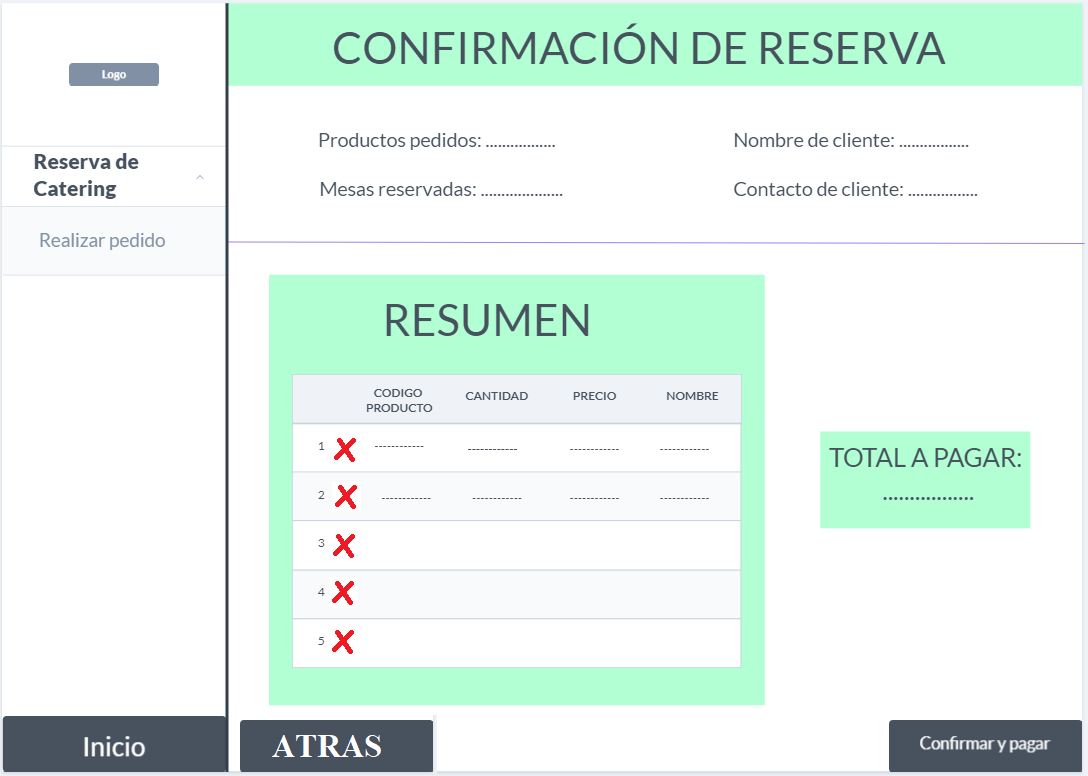 Logo
Reserva de
Catering
Realizar pedido
Inicio
CONFIRMACIÓN DE RESERVA
Productos pedidos: ................
Nombre de cliente: ................
Mesas reservadas: ...................
Contacto de cliente: ................
RESUMEN
CODIGO
PRODUCTO
CANTIDAD
PRECIO
NOMBRE
1 ------------ ------------ ------------ ------------
2 ------------ ------------ ------------ ------------
3
4
5
TOTAL A PAGAR:
.................
ATRAS
Confirmar y pagar